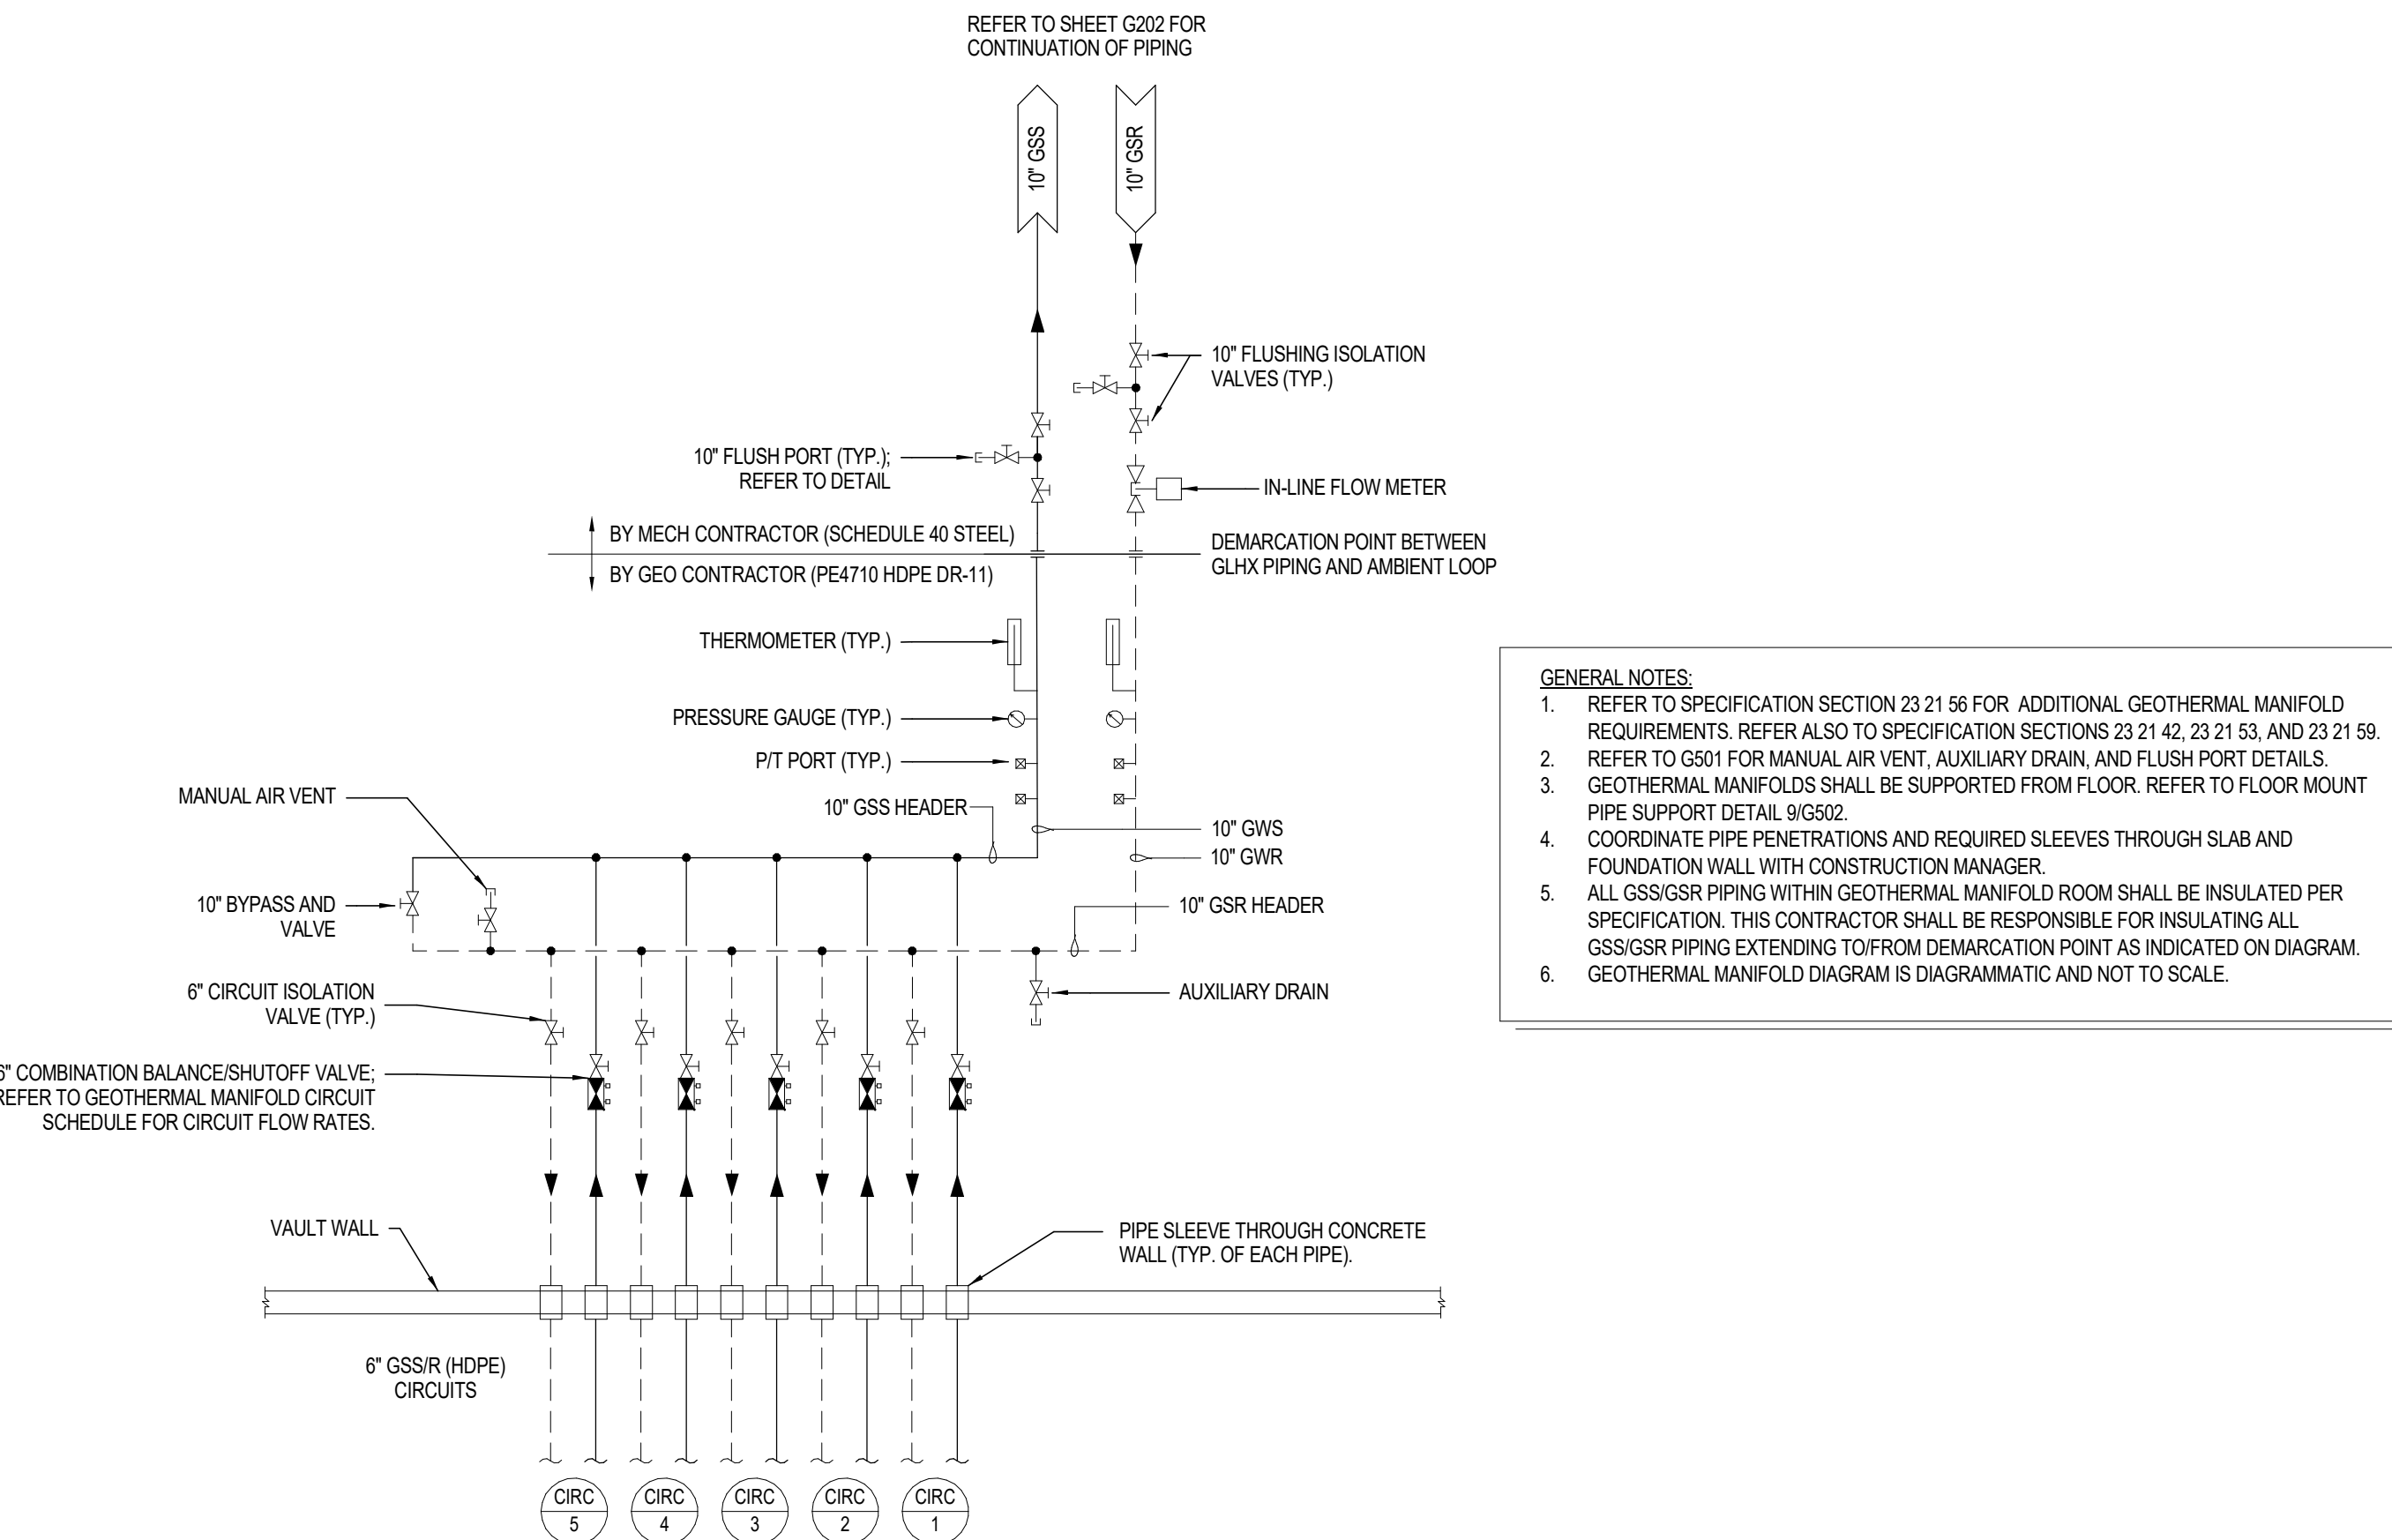 REFER TO SHEET G202 FOR
CONTINUATION OF PIPING
10" GSS
10" GSR
10" FLUSHING ISOLATION
VALVES (TYP.)
10" FLUSH PORT (TYP.);
REFER TO DETAIL
IN-LINE FLOW METER
BY MECH CONTRACTOR (SCHEDULE 40 STEEL)
BY GEO CONTRACTOR (PE4710 HDPE DR-11)
DEMARCATION POINT BETWEEN
GLHX PIPING AND AMBIENT LOOP
THERMOMETER (TYP.)
PRESSURE GAUGE (TYP.)
P/T PORT (TYP.)
MANUAL AIR VENT
10" GSS HEADER
10" GWS
10" GWR
10" BYPASS AND
VALVE
10" GSR HEADER
6" CIRCUIT ISOLATION
VALVE (TYP.)
AUXILIARY DRAIN
6" COMBINATION BALANCE/SHUTOFF VALVE;
REFER TO GEOTHERMAL MANIFOLD CIRCUIT
SCHEDULE FOR CIRCUIT FLOW RATES.
VAULT WALL
PIPE SLEEVE THROUGH CONCRETE
WALL (TYP. OF EACH PIPE).
6" GSS/R (HDPE)
CIRCUITS
CIRC
5
CIRC
4
CIRC
3
CIRC
2
CIRC
1
GENERAL NOTES:
1. REFER TO SPECIFICATION SECTION 23 21 56 FOR ADDITIONAL GEOTHERMAL MANIFOLD
REQUIREMENTS. REFER ALSO TO SPECIFICATION SECTIONS 23 21 42, 23 21 53, AND 23 21 59.
2. REFER TO G501 FOR MANUAL AIR VENT, AUXILIARY DRAIN, AND FLUSH PORT DETAILS.
3. GEOTHERMAL MANIFOLDS SHALL BE SUPPORTED FROM FLOOR. REFER TO FLOOR MOUNT
PIPE SUPPORT DETAIL 9/G502.
4. COORDINATE PIPE PENETRATIONS AND REQUIRED SLEEVES THROUGH SLAB AND
FOUNDATION WALL WITH CONSTRUCTION MANAGER.
5. ALL GSS/GSR PIPING WITHIN GEOTHERMAL MANIFOLD ROOM SHALL BE INSULATED PER
SPECIFICATION. THIS CONTRACTOR SHALL BE RESPONSIBLE FOR INSULATING ALL
GSS/GSR PIPING EXTENDING TO/FROM DEMARCATION POINT AS INDICATED ON DIAGRAM.
6. GEOTHERMAL MANIFOLD DIAGRAM IS DIAGRAMMATIC AND NOT TO SCALE.